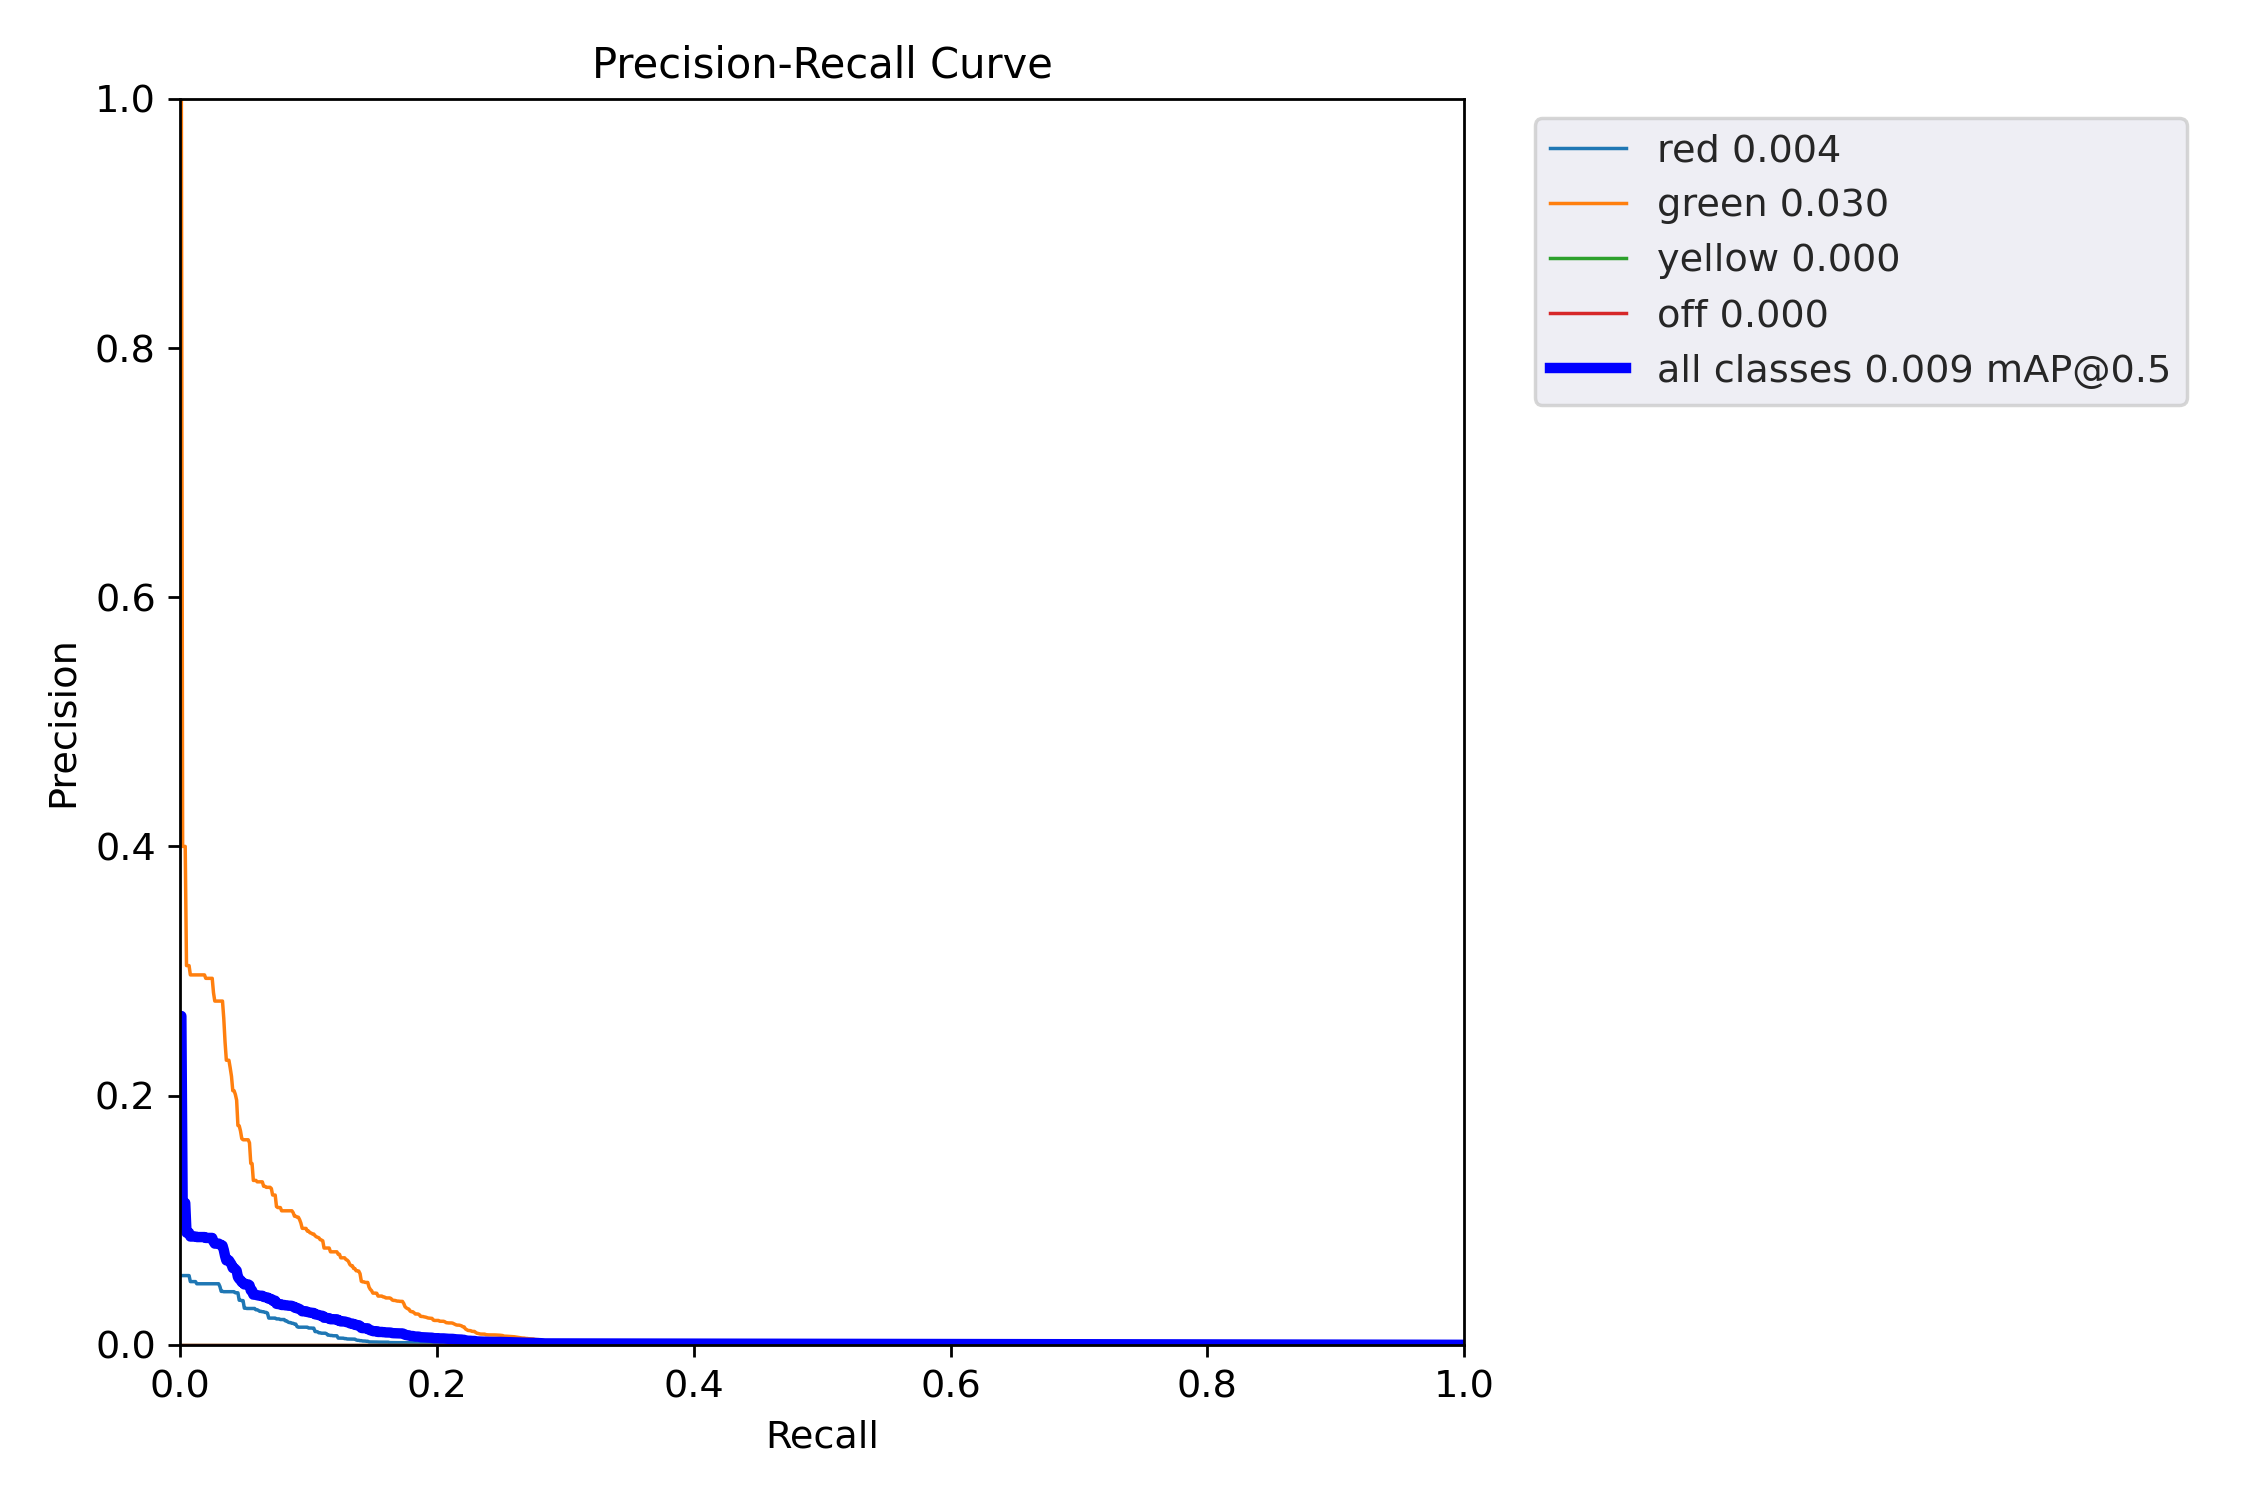 Precision-Recall Curve
1.0
0.8
0.6
0.4
0.2
0.0
Precision
0.0 0.2 0.4 0.6 0.8 1.0
Recall
red 0.004
green 0.030
yellow 0.000
off 0.000
all classes 0.009 mAP@0.5